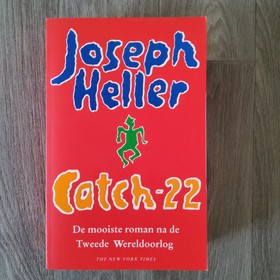 Joseph
Heller
Catch-22
De mooiste roman na de
Tweede Wereldoorlog
THE NEW YORK TIMES